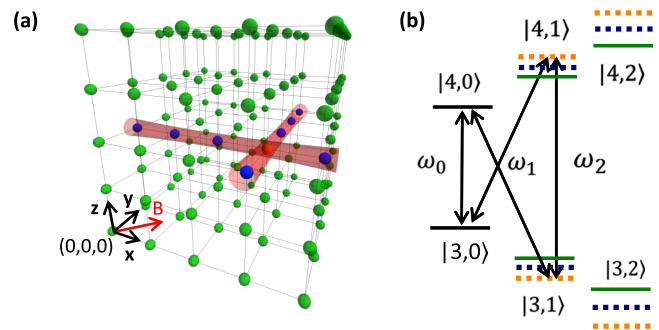 (a)
z
y
B
(0,0,0)
x
(b)
|4,1⟩
|4,2⟩
|4,0⟩
ω₀
ω₁
ω₂
|3,0⟩
|3,2⟩
|3,1⟩